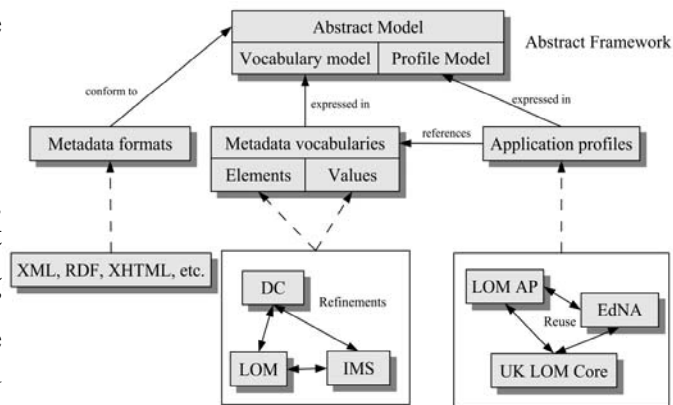 Abstract Model
Vocabulary model
Profile Model
Abstract Framework
conform to
expressed in
expressed in
Metadata formats
Metadata vocabularies
Elements
Values
references
Application profiles
XML, RDF, XHTML, etc.
DC
Refinements
LOM
IMS
LOM AP
EdNA
Reuse
UK LOM Core